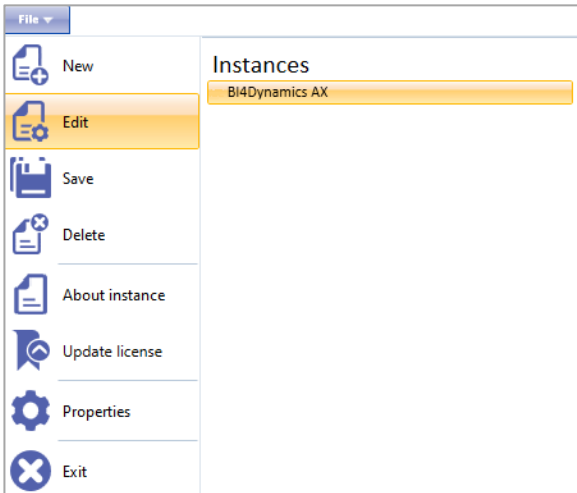 File
New
Edit
Save
Delete
About instance
Update license
Properties
Exit
Instances
BI4Dynamics AX